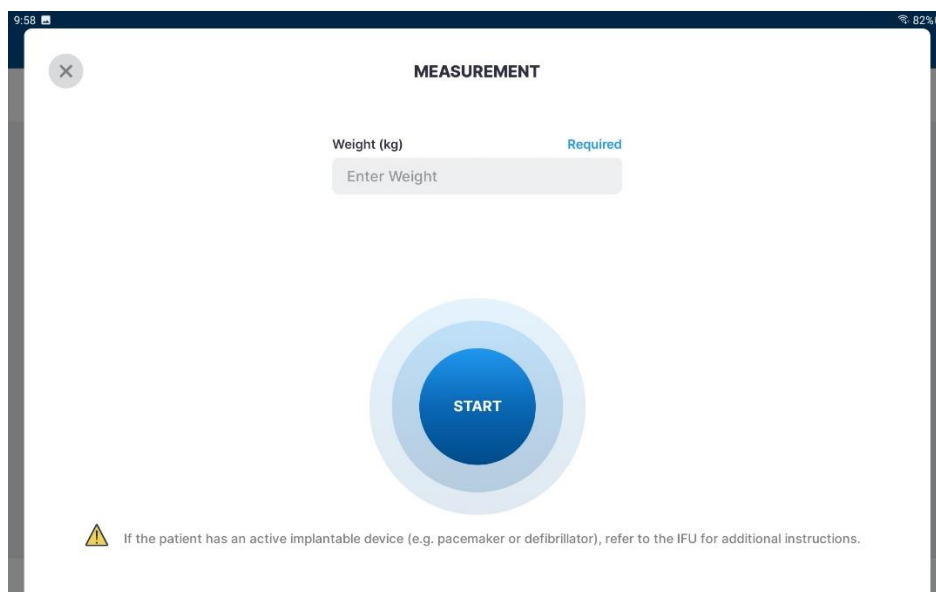 9:58
82%
MEASUREMENT
Weight (kg) Required
Enter Weight
START
If the patient has an active implantable device (e.g. pacemaker or defibrillator), refer to the IFU for additional instructions.